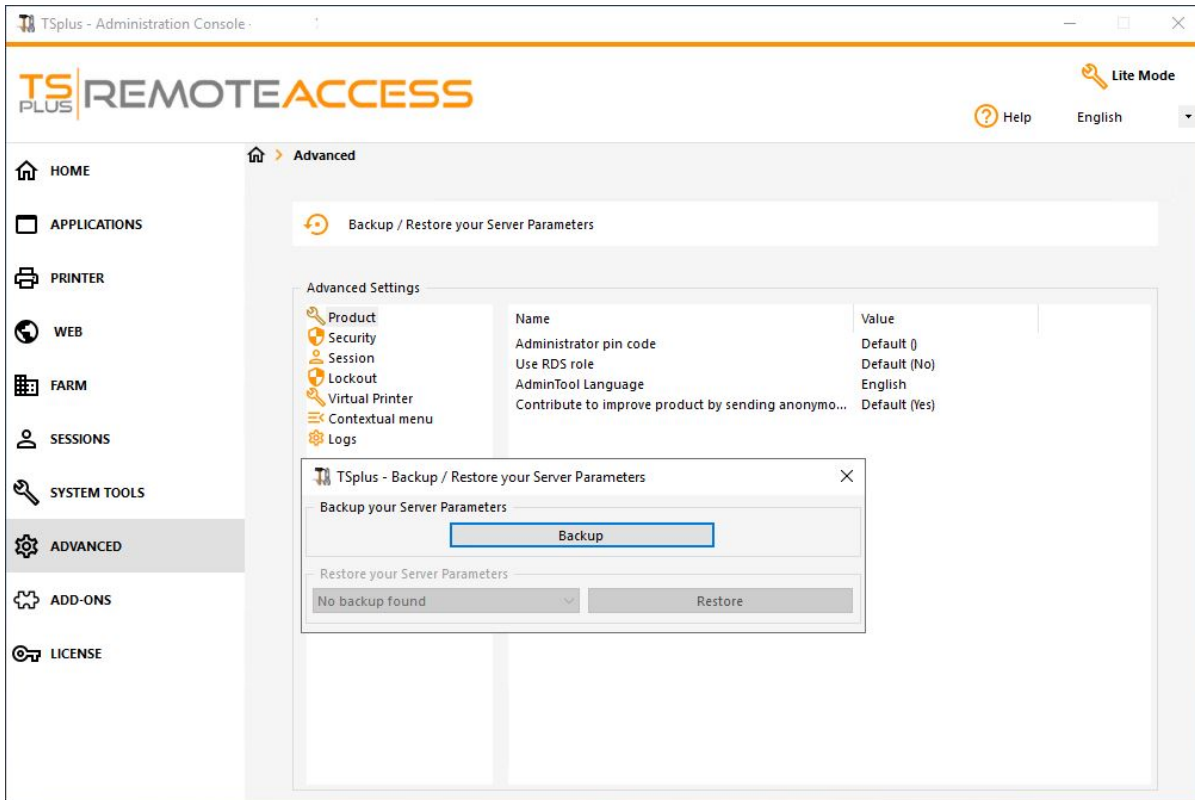 TSplus - Administration Console -
TS PLUS REMOTEACCESS
Lite Mode
Help
English
HOME
APPLICATIONS
PRINTER
WEB
FARM
SESSIONS
SYSTEM TOOLS
ADVANCED
ADD-ONS
LICENSE
Advanced
Backup / Restore your Server Parameters
Advanced Settings
Product
Security
Session
Lockout
Virtual Printer
Contextual menu
Logs
Name Value
Administrator pin code Default ()
Use RDS role Default (No)
AdminTool Language English
Contribute to improve product by sending anonymo... Default (Yes)
TSplus - Backup / Restore your Server Parameters
Backup your Server Parameters
Backup
Restore your Server Parameters
No backup found
Restore